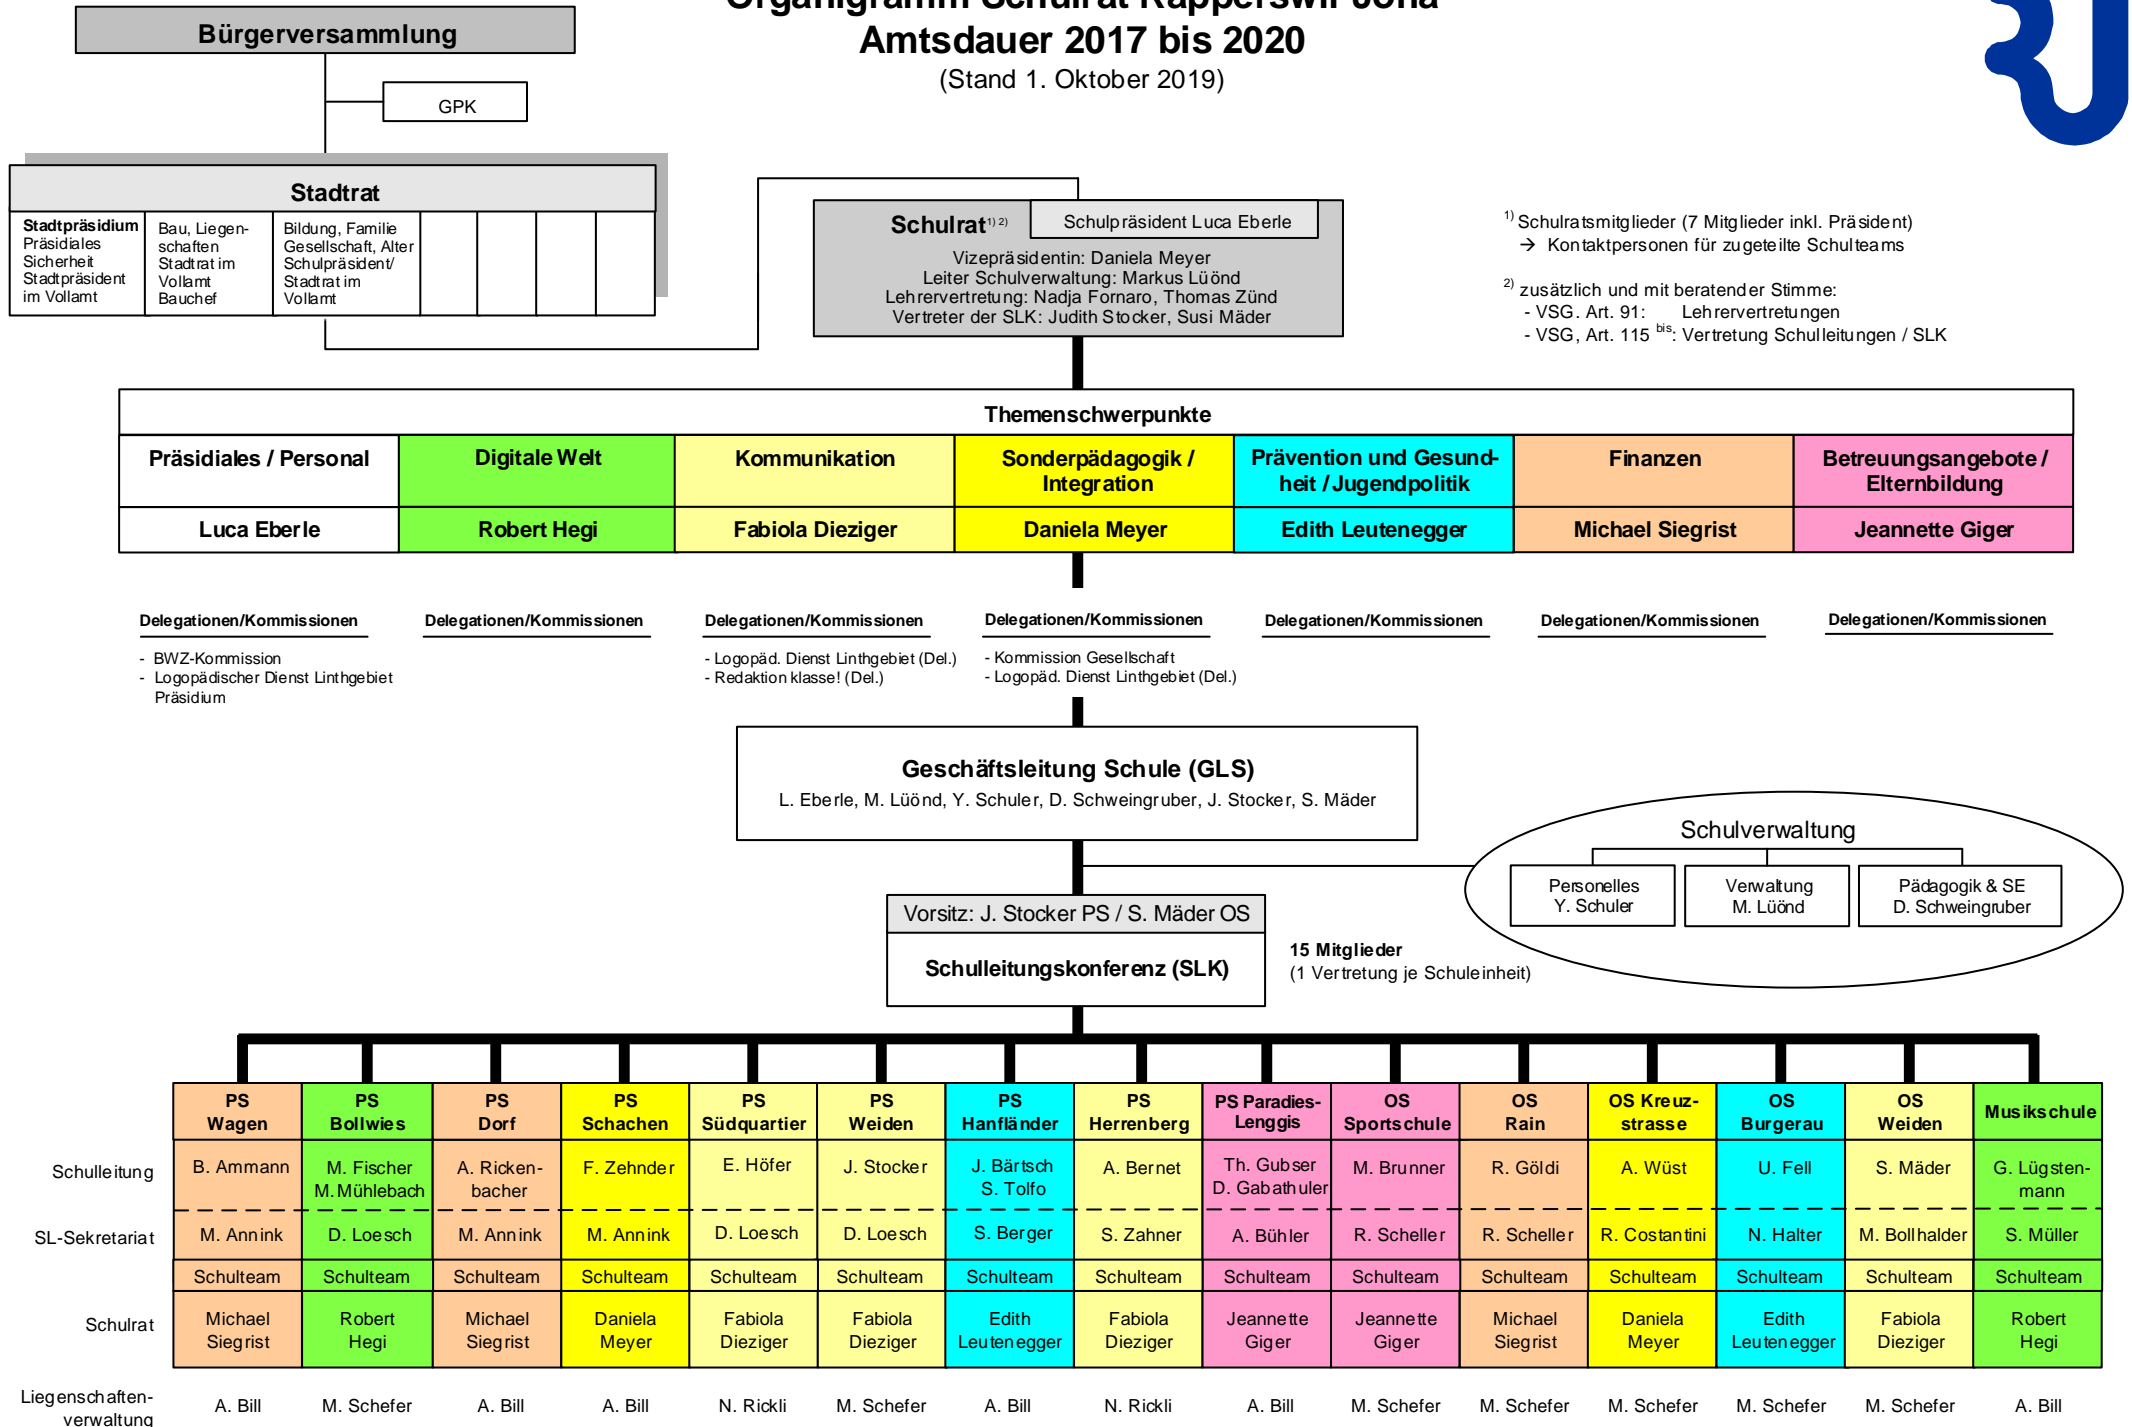 Organigramm Schulrat Rapperswil-Jona
Amtsdauer 2017 bis 2020
(Stand 1. Oktober 2019)
Bürgerversammlung
GPK
Stadtrat
Stadtpräsidium
Präsidiales
Sicherheit
Stadtpräsident
im Vollamt
Bau, Liegen-
schaften
Stadtrat im
Vollamt
Bauchef
Bildung, Familie
Gesellschaft, Alter
Schulpräsident/
Stadtrat im
Vollamt
Schulrat 1) 2)
Schulpräsident Luca Eberle
Vizepräsidentin: Daniela Meyer
Leiter Schulverwaltung: Markus Lüönd
Lehrervertretung: Nadja Fornaro, Thomas Zünd
Vertreter der SLK: Judith Stocker, Susi Mäder
1) Schulratsmitglieder (7 Mitglieder inkl. Präsident)
→ Kontaktpersonen für zugeteilte Schulteams
2) zusätzlich und mit beratender Stimme:
- VSG. Art. 91: Lehrervertretungen
- VSG, Art. 115 bis: Vertretung Schulleitungen / SLK
Themenschwerpunkte
Präsidiales / Personal
Luca Eberle
Digitale Welt
Robert Hegi
Kommunikation
Fabiola Dieziger
Sonderpädagogik /
Integration
Daniela Meyer
Prävention und Gesund-
heit / Jugendpolitik
Edith Leutenegger
Finanzen
Michael Siegrist
Betreuungsangebote /
Elternbildung
Jeannette Giger
Delegationen/Kommissionen
- BWZ-Kommission
- Logopädischer Dienst Linthgebiet
Präsidium
Delegationen/Kommissionen
Delegationen/Kommissionen
- Logopäd. Dienst Linthgebiet (Del.)
- Redaktion klasse! (Del.)
Delegationen/Kommissionen
- Kommission Gesellschaft
- Logopäd. Dienst Linthgebiet (Del.)
Delegationen/Kommissionen
Delegationen/Kommissionen
Delegationen/Kommissionen
Geschäftsleitung Schule (GLS)
L. Eberle, M. Lüönd, Y. Schuler, D. Schweingruber, J. Stocker, S. Mäder
Schulverwaltung
Personelles
Y. Schuler
Verwaltung
M. Lüönd
Pädagogik & SE
D. Schweingruber
Vorsitz: J. Stocker PS / S. Mäder OS
Schulleitungskonferenz (SLK)
15 Mitglieder
(1 Vertretung je Schuleinheit)
Schulleitung
SL-Sekretariat
Schulrat
Liegenschaften-
verwaltung
PS
Wagen
B. Ammann
M. Annink
Schulteam
Michael
Siegrist
A. Bill
PS
Bollwies
M. Fischer
M. Mühlebach
D. Loesch
Schulteam
Robert
Hegi
M. Schefer
PS
Dorf
A. Ricken-
bacher
M. Annink
Schulteam
Michael
Siegrist
A. Bill
PS
Schachen
F. Zehnder
M. Annink
Schulteam
Daniela
Meyer
A. Bill
PS
Südquartier
E. Höfer
D. Loesch
Schulteam
Fabiola
Dieziger
N. Rickli
PS
Weiden
J. Stocker
D. Loesch
Schulteam
Fabiola
Dieziger
M. Schefer
PS
Hanfländer
J. Bärtsch
S. Tolfo
S. Berger
Schulteam
Edith
Leutenegger
A. Bill
PS
Herrenberg
A. Bernet
S. Zahner
Schulteam
Fabiola
Dieziger
N. Rickli
PS Paradies-
Lenggis
Th. Gubser
D. Gabathuler
A. Bühler
Schulteam
Jeannette
Giger
A. Bill
OS
Sportschule
M. Brunner
R. Scheller
Schulteam
Jeannette
Giger
M. Schefer
OS
Rain
R. Göldi
R. Scheller
Schulteam
Michael
Siegrist
M. Schefer
OS Kreuz-
strasse
A. Wüst
R. Costantini
Schulteam
Daniela
Meyer
M. Schefer
OS
Burgerau
U. Fell
N. Halter
Schulteam
Edith
Leutenegger
M. Schefer
OS
Weiden
S. Mäder
M. Bollhalder
Schulteam
Fabiola
Dieziger
M. Schefer
Musikschule
G. Lügsten-
mann
S. Müller
Schulteam
Robert
Hegi
A. Bill